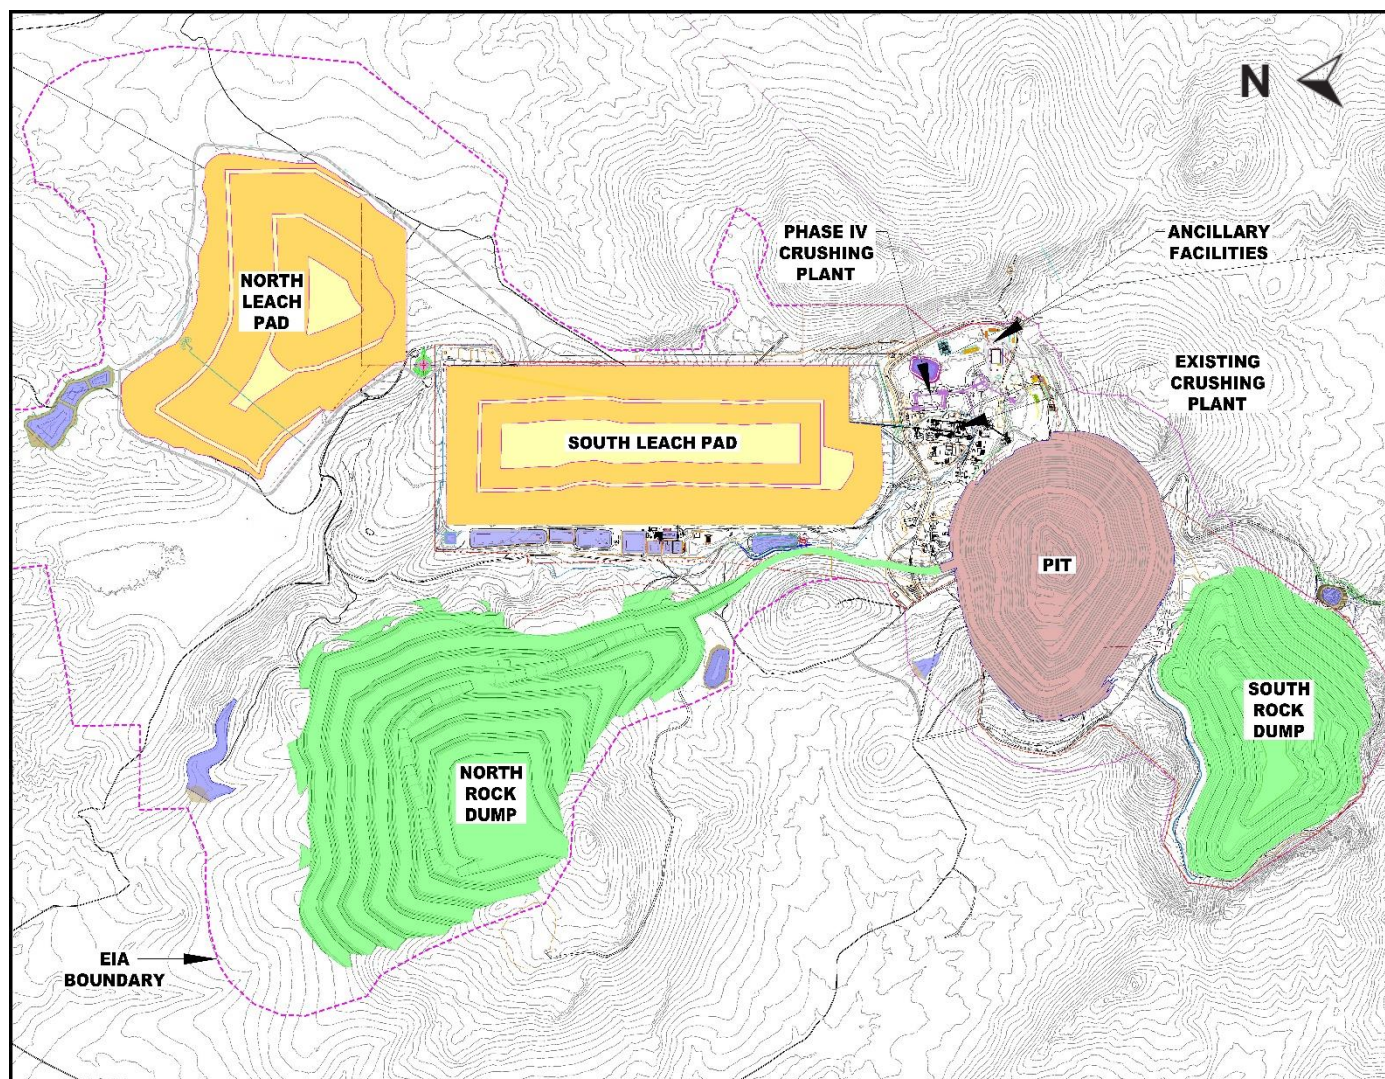 N
PHASE IV
CRUSHING
PLANT
ANCILLARY
FACILITIES
NORTH
LEACH
PAD
EXISTING
CRUSHING
PLANT
SOUTH LEACH PAD
PIT
SOUTH
ROCK
DUMP
NORTH
ROCK
DUMP
EIA
BOUNDARY